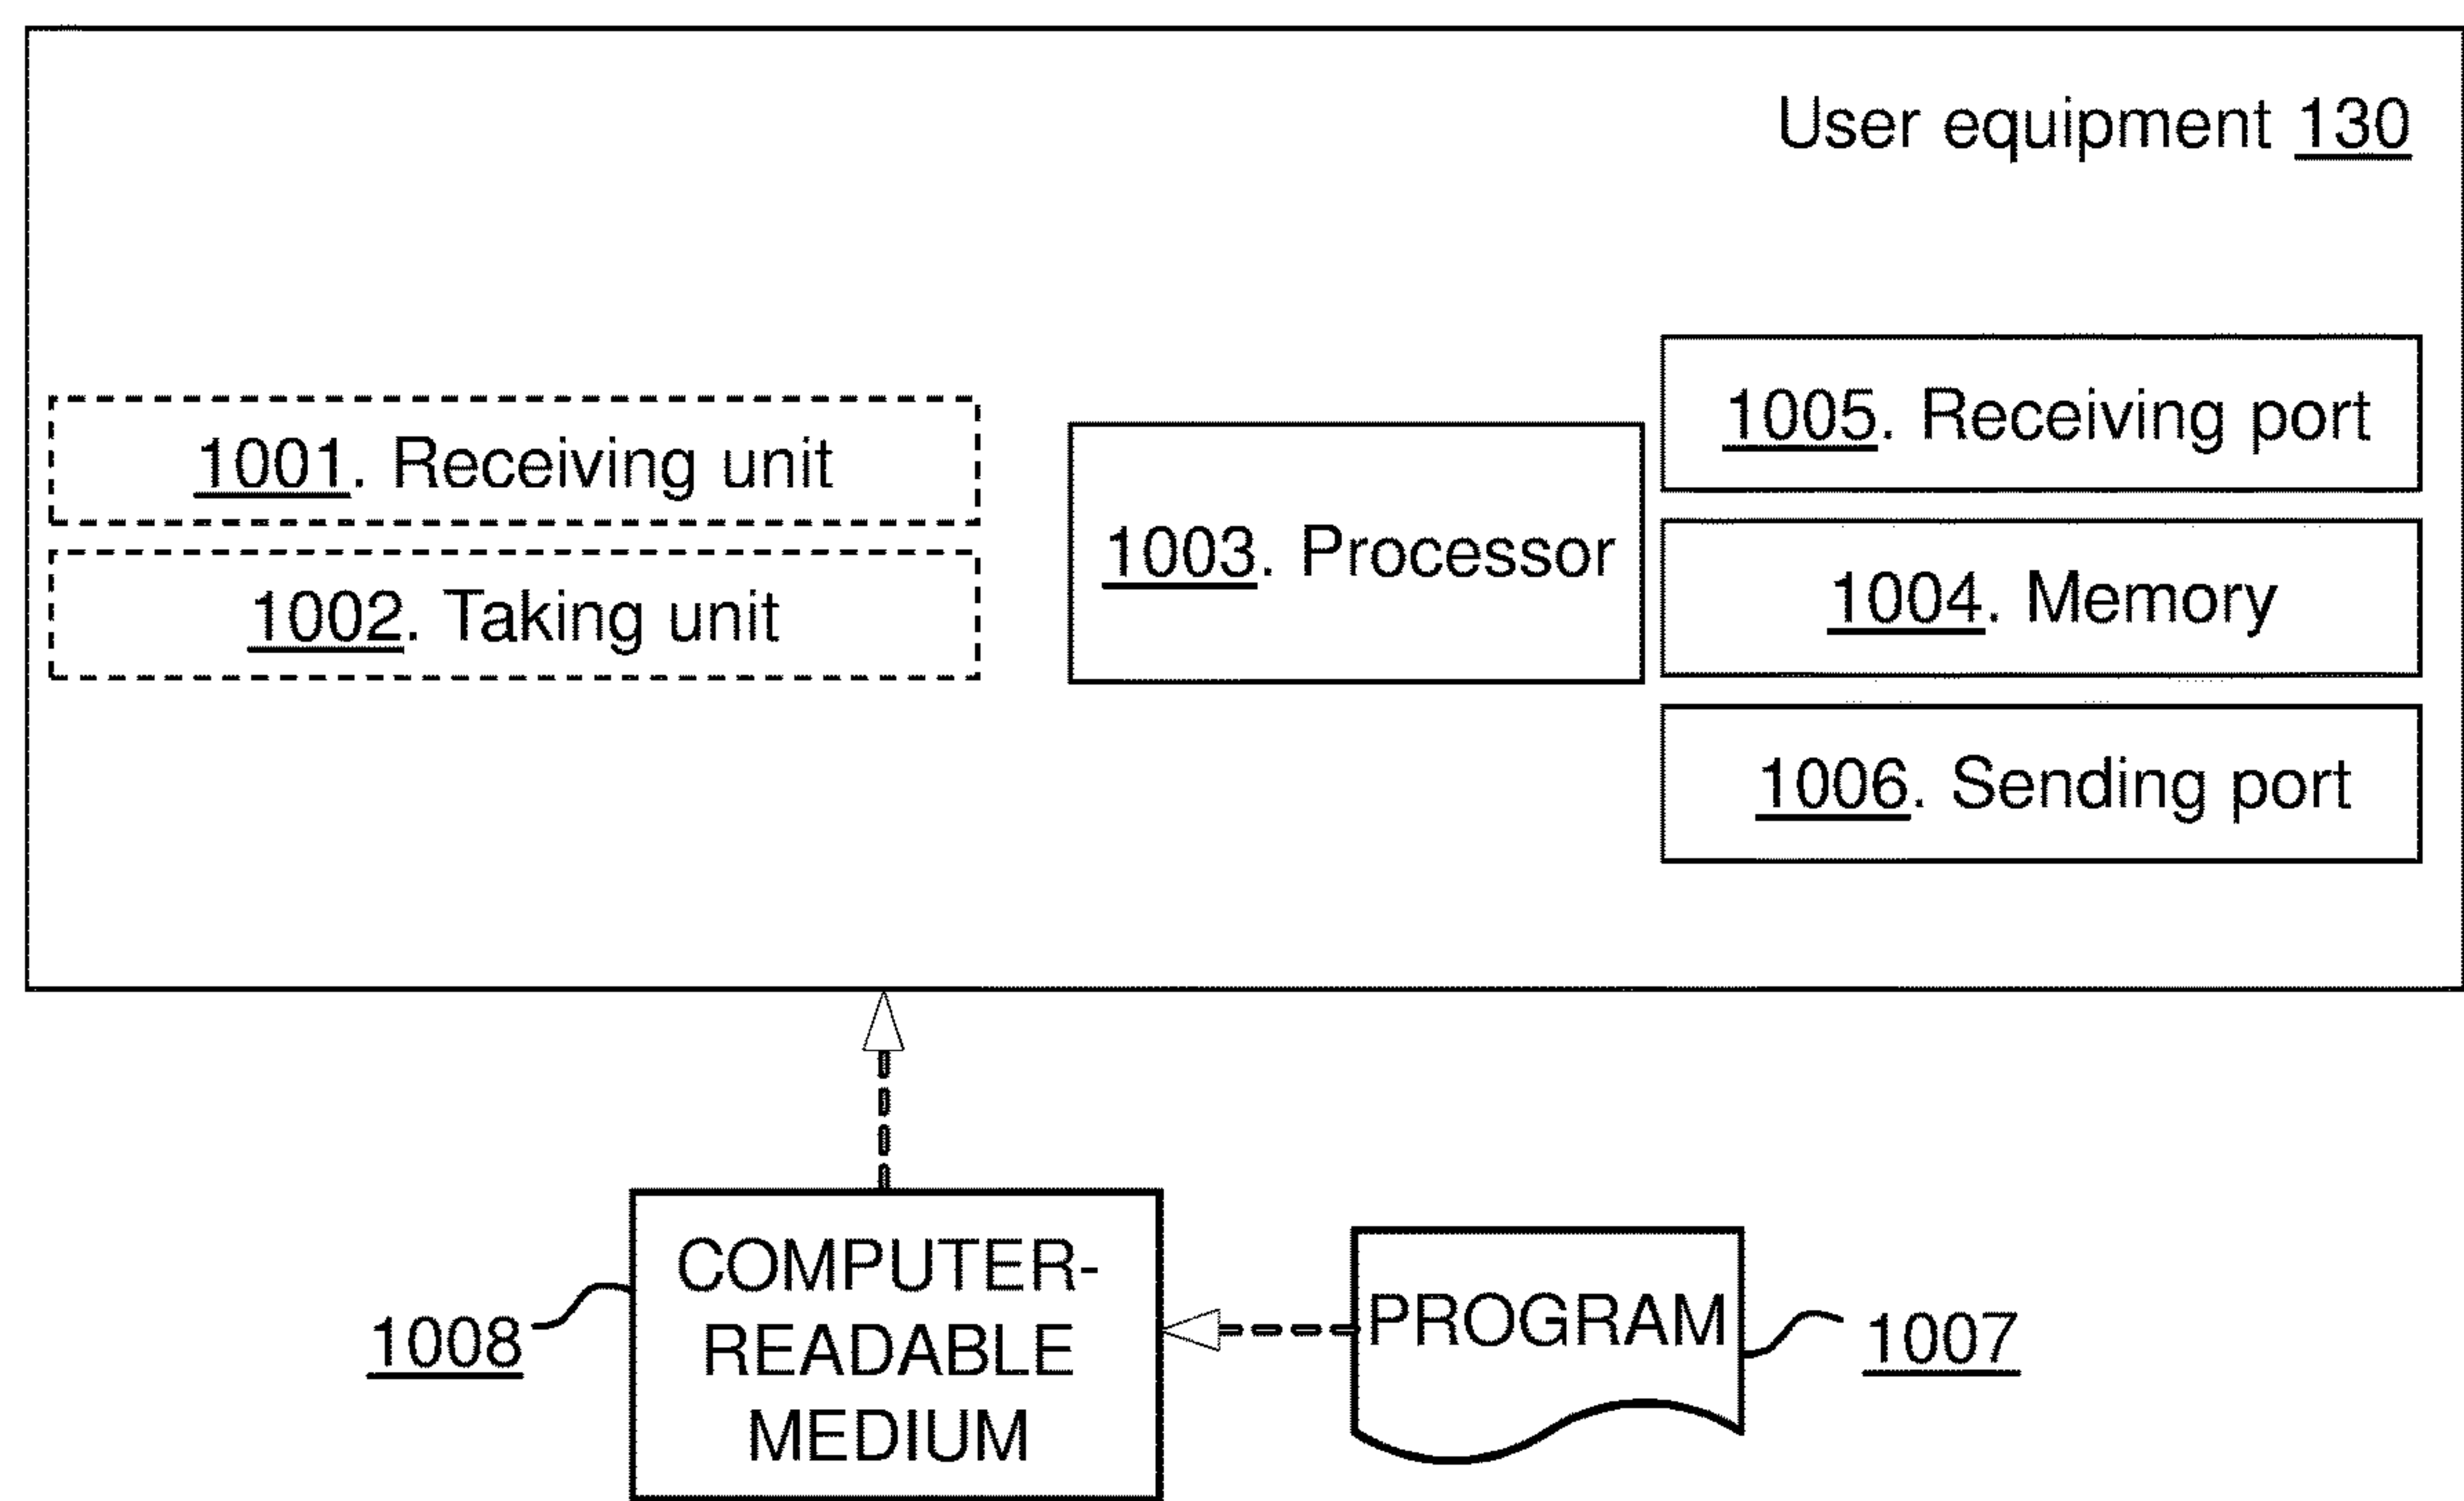 User equipment 130
1001. Receiving unit
1002. Taking unit
1003. Processor
1005. Receiving port
1004. Memory
1006. Sending port
1008
COMPUTER-
READABLE
MEDIUM
PROGRAM
1007